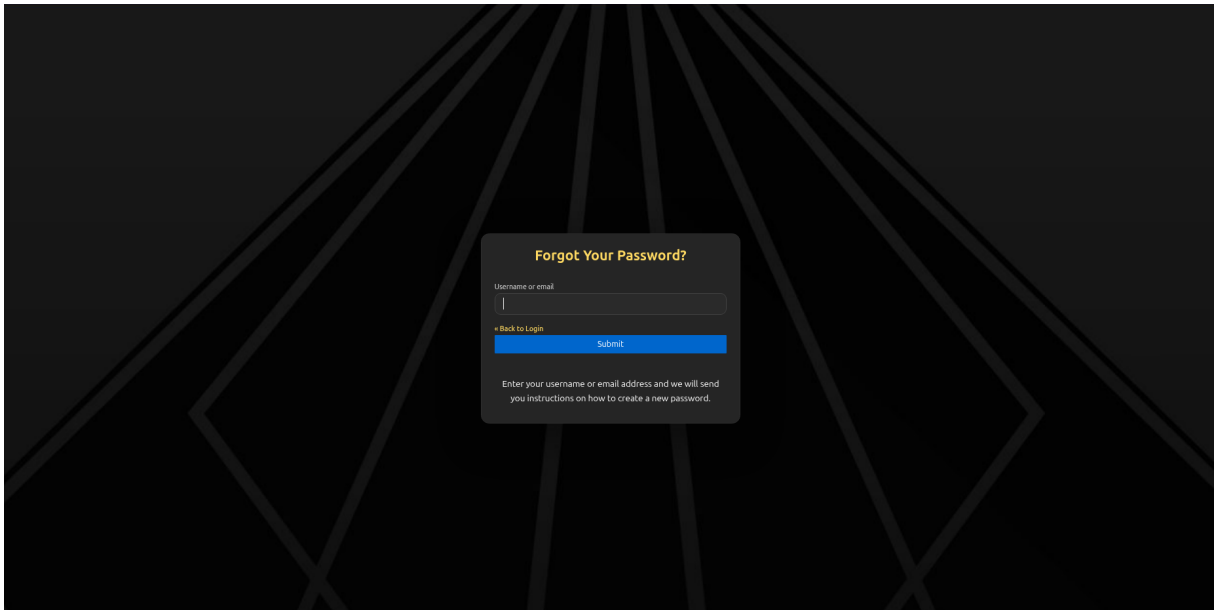 Forgot Your Password?
Username or email
« Back to Login
Submit
Enter your username or email address and we will send
you instructions on how to create a new password.